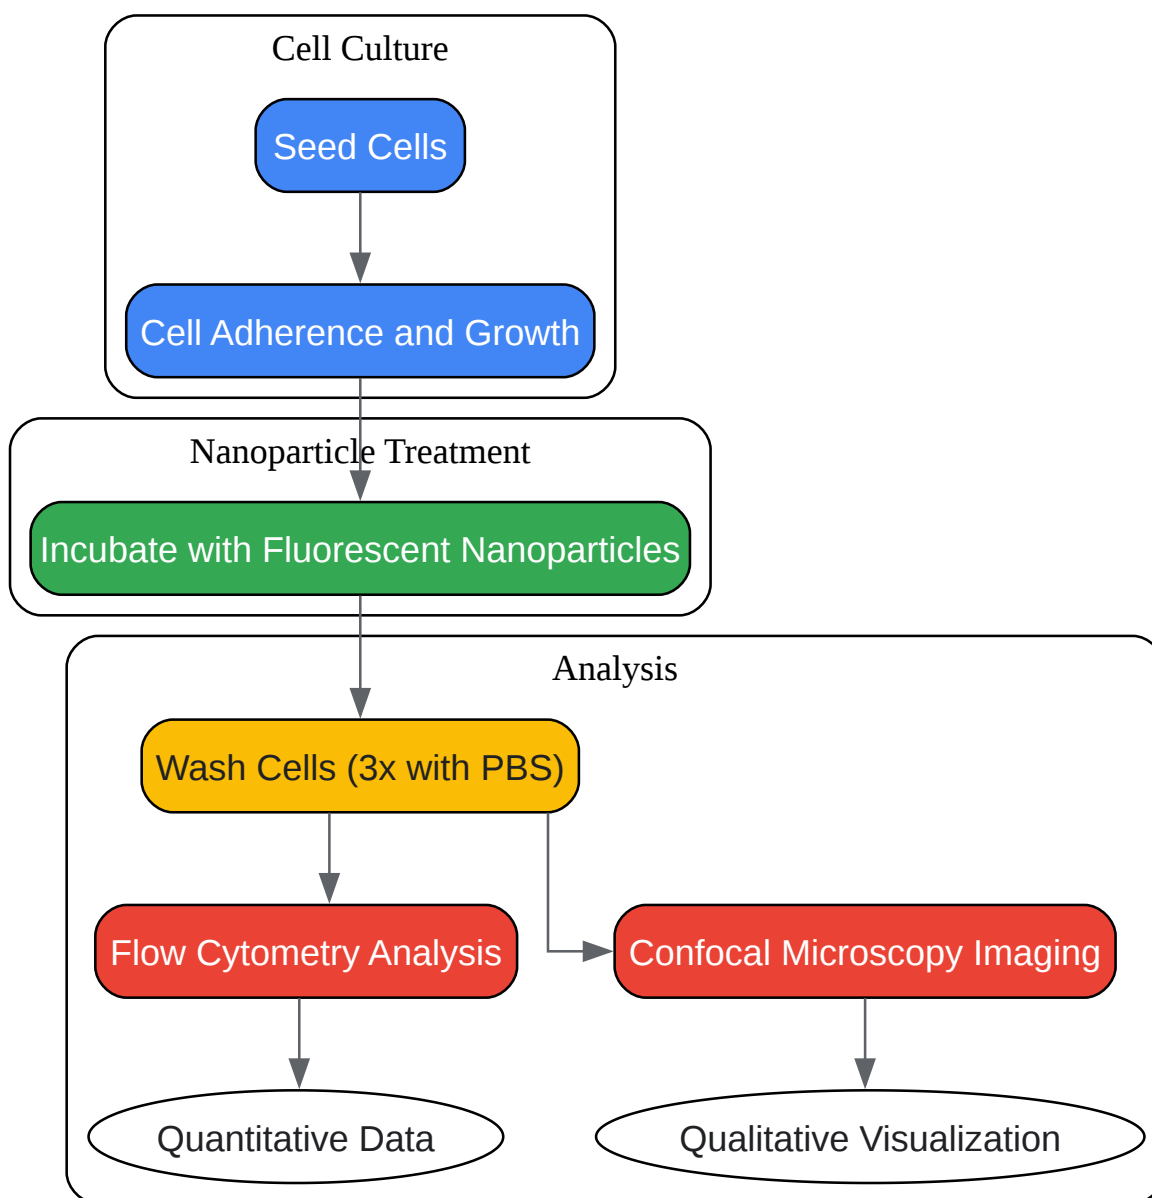 Cell Culture
Seed Cells
Cell Adherence and Growth
Nanoparticle Treatment
Incubate with Fluorescent Nanoparticles
Analysis
Wash Cells (3x with PBS)
Flow Cytometry Analysis
Confocal Microscopy Imaging
Quantitative Data
Qualitative Visualization